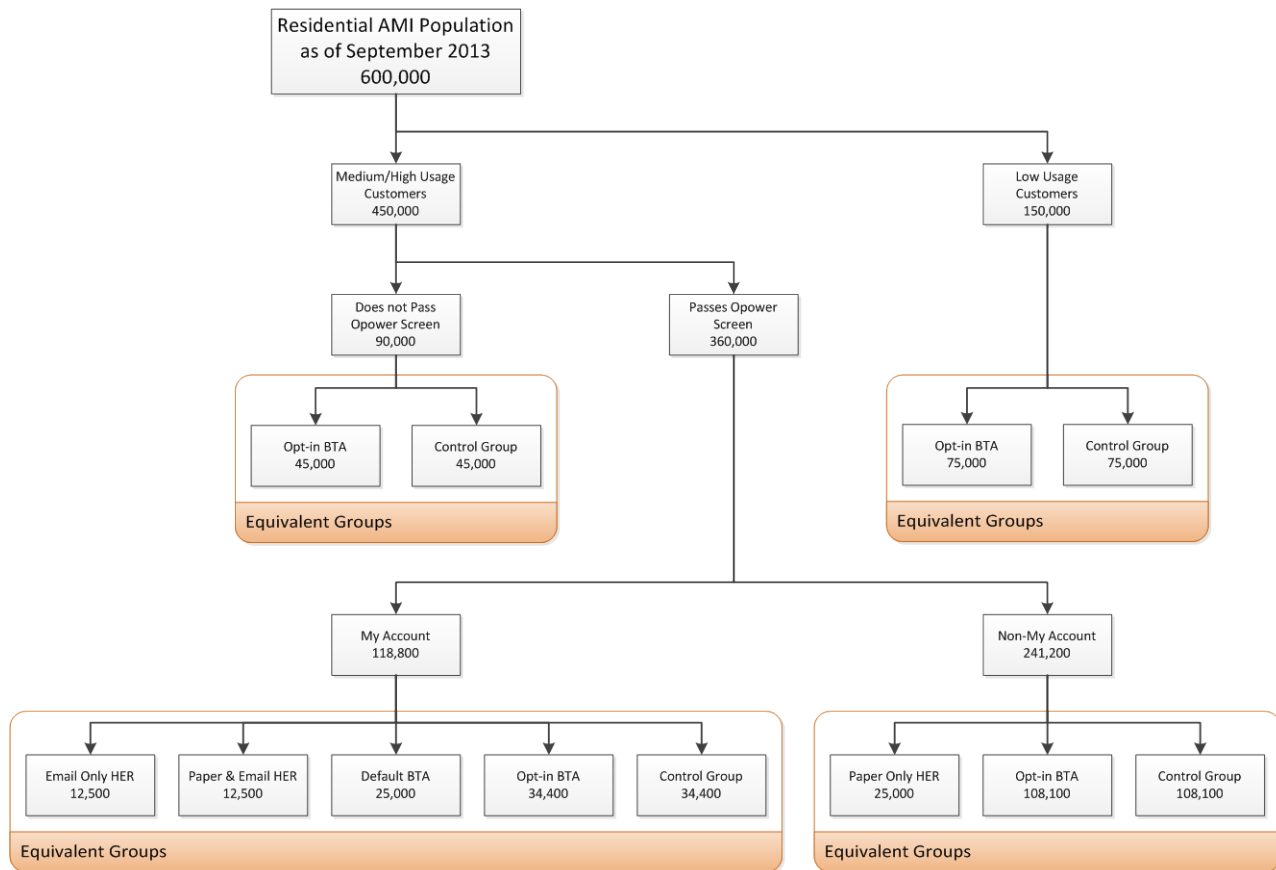 Residential AMI Population
as of September 2013
600,000
Medium/High Usage
Customers
450,000
Low Usage
Customers
150,000
Does not Pass
Opower Screen
90,000
Passes Opower
Screen
360,000
Opt-in BTA
45,000
Control Group
45,000
Equivalent Groups
Opt-in BTA
75,000
Control Group
75,000
Equivalent Groups
My Account
118,800
Non-My Account
241,200
Email Only HER
12,500
Paper & Email HER
12,500
Default BTA
25,000
Opt-in BTA
34,400
Control Group
34,400
Equivalent Groups
Paper Only HER
25,000
Opt-in BTA
108,100
Control Group
108,100
Equivalent Groups